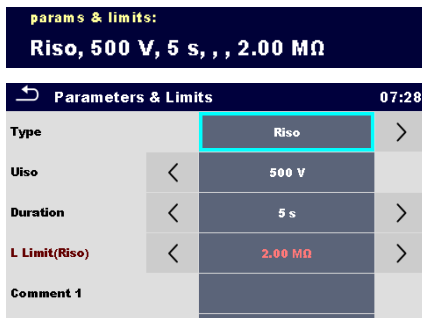 params & limits:
Riso, 500 V, 5 s, , , 2.00 MΩ
Parameters & Limits 07:28
Type Riso
Uiso 500 V
Duration 5 s
L Limit(Riso) 2.00 MΩ
Comment 1